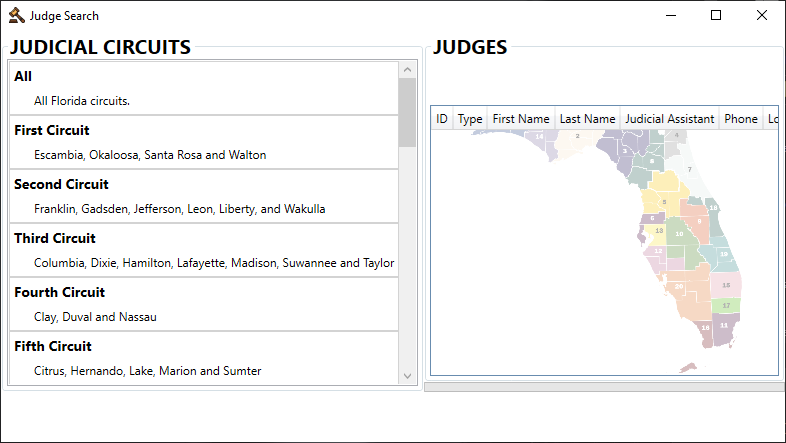 Judge Search
JUDICIAL CIRCUITS
All
All Florida circuits.
First Circuit
Escambia, Okaloosa, Santa Rosa and Walton
Second Circuit
Franklin, Gadsden, Jefferson, Leon, Liberty, and Wakulla
Third Circuit
Columbia, Dixie, Hamilton, Lafayette, Madison, Suwannee and Taylor
Fourth Circuit
Clay, Duval and Nassau
Fifth Circuit
Citrus, Hernando, Lake, Marion and Sumter
JUDGES
ID Type First Name Last Name Judicial Assistant Phone Lo
14 2 3 4
8 7
5
18
6 9
13 10
12 19
20 15
17
16 11